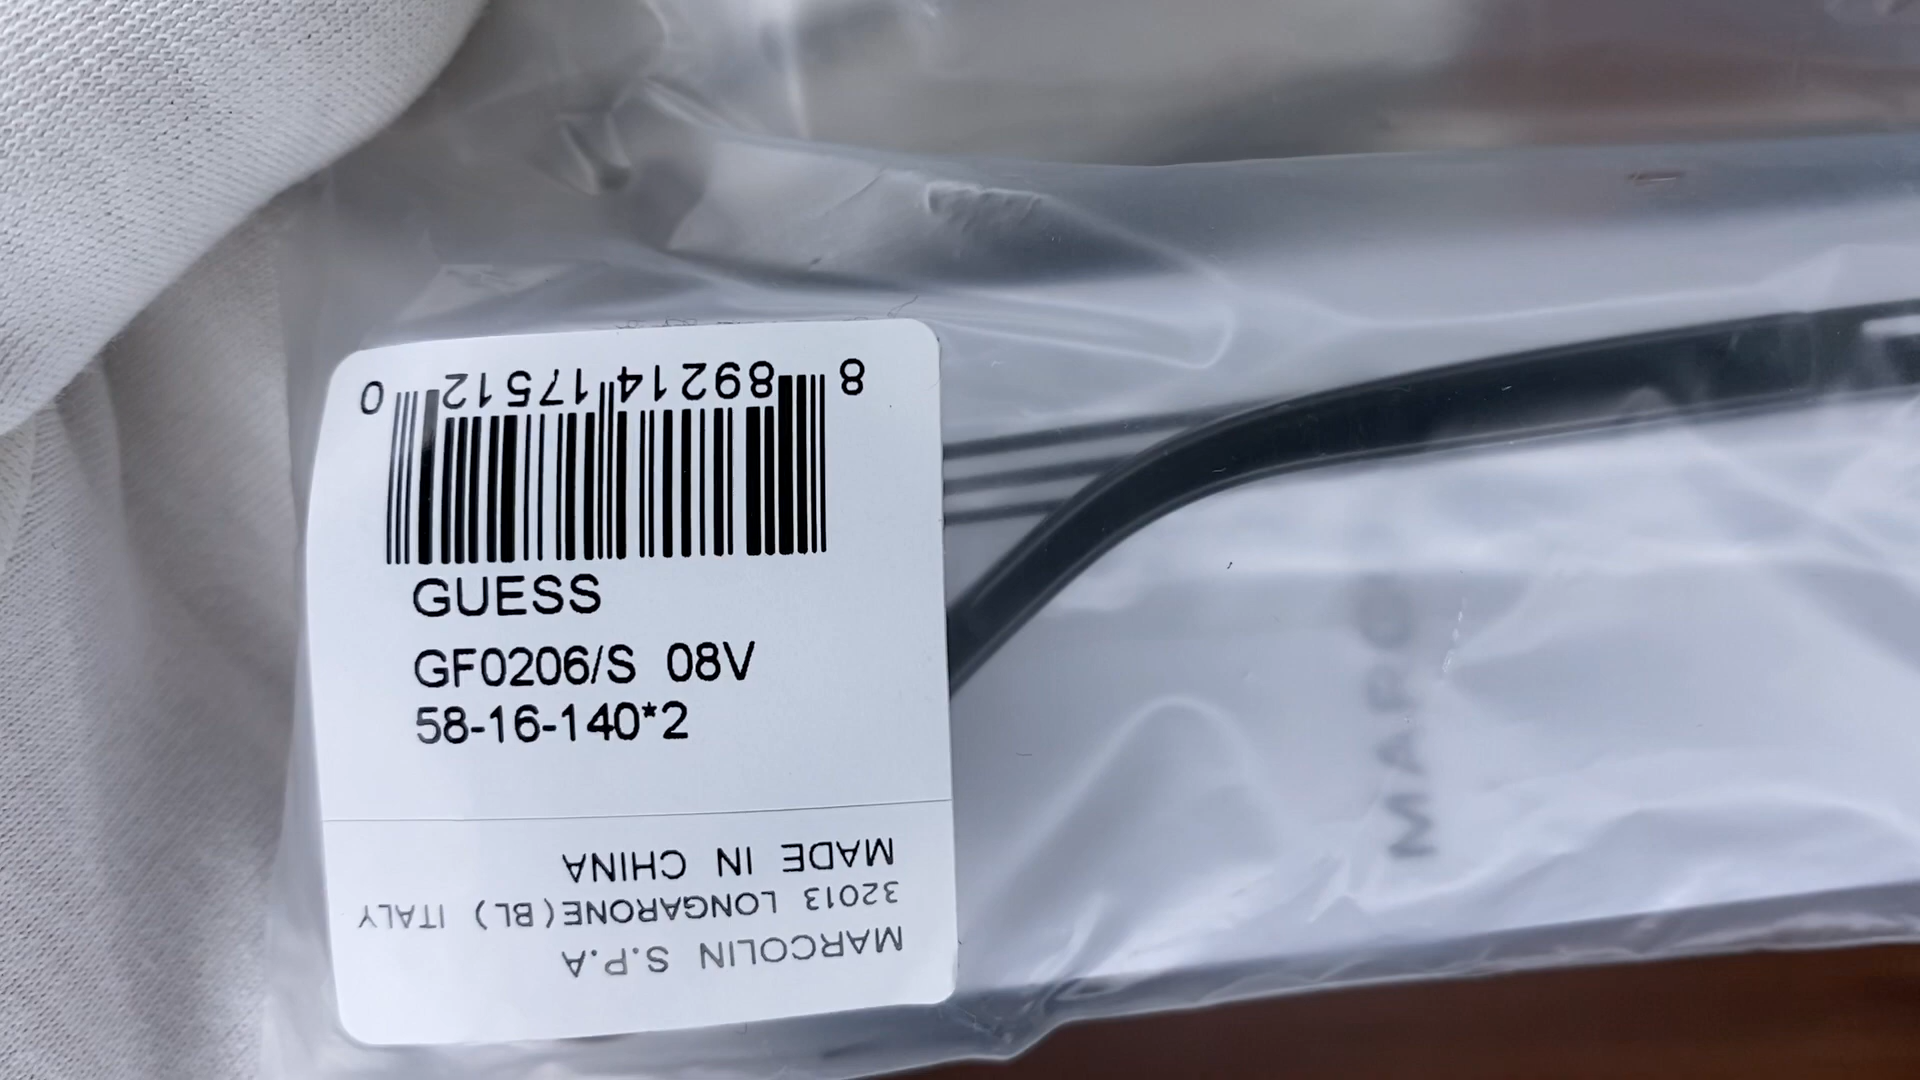 8 89214 17512 0
GUESS
GF0206/S 08V
58-16-140*2
MARCOLIN S.P.A
32013 LONGARONE(BL) ITALY
MADE IN CHINA